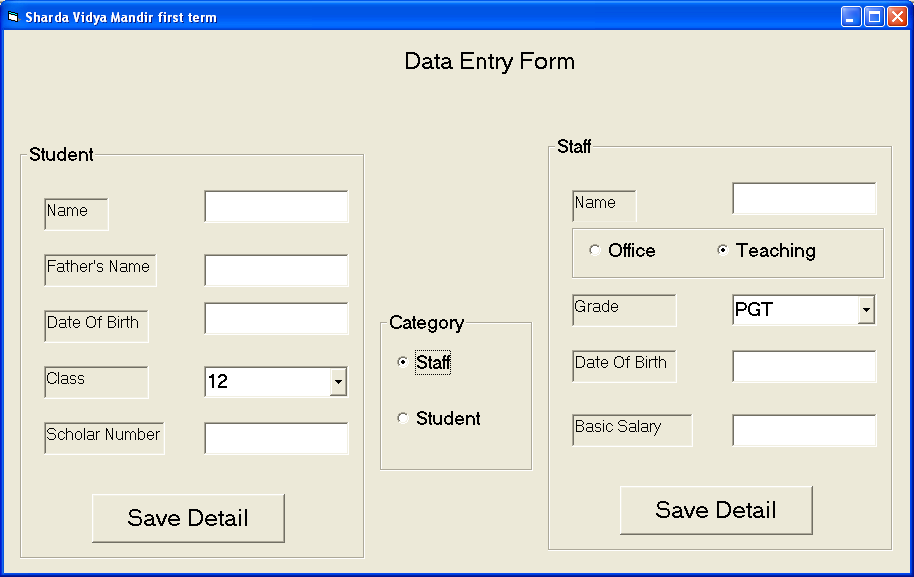 Sharda Vidya Mandir first term
Data Entry Form
Student
Name
Father's Name
Date Of Birth
Class
12
Scholar Number
Save Detail
Category
Staff
Student
Staff
Name
Office
Teaching
Grade
PGT
Date Of Birth
Basic Salary
Save Detail